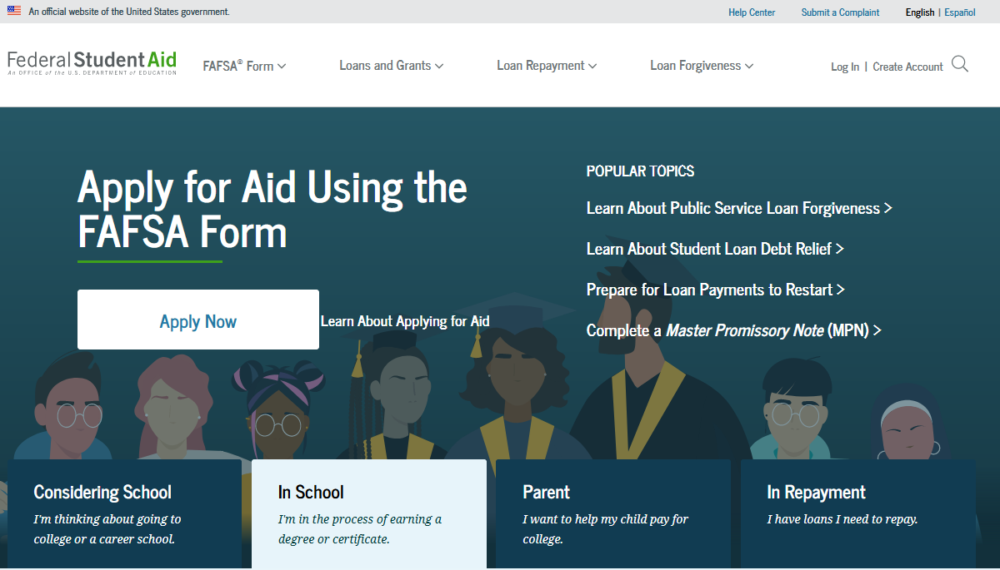 An official website of the United States government.
Help Center
Submit a Complaint
English | Español
Federal Student Aid
An OFFICE of the U.S. DEPARTMENT of EDUCATION
FAFSA® Form
Loans and Grants
Loan Repayment
Loan Forgiveness
Log In | Create Account
Apply for Aid Using the
FAFSA Form
Apply Now
Learn About Applying for Aid
POPULAR TOPICS
Learn About Public Service Loan Forgiveness >
Learn About Student Loan Debt Relief >
Prepare for Loan Payments to Restart >
Complete a Master Promissory Note (MPN) >
Considering School
I'm thinking about going to
college or a career school.
In School
I'm in the process of earning a
degree or certificate.
Parent
I want to help my child pay for
college.
In Repayment
I have loans I need to repay.